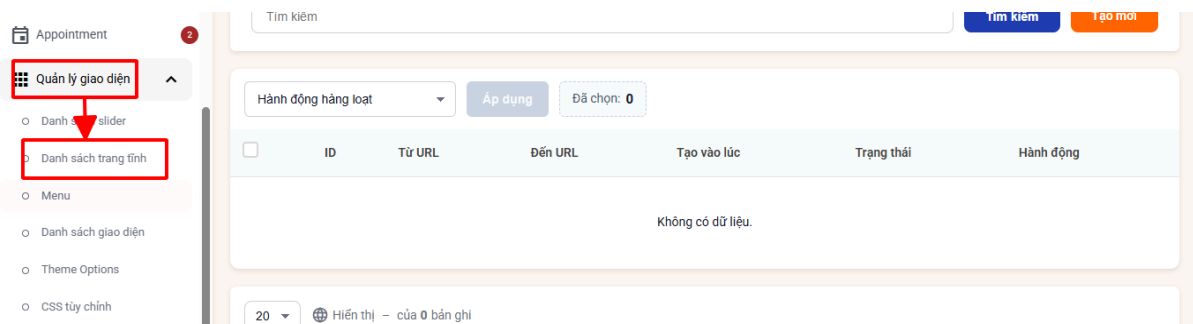 Tìm kiếm
Tìm kiếm
Tạo mới
Appointment
2
Quản lý giao diện
Danh slider
Danh sách trang tĩnh
Menu
Danh sách giao diện
Theme Options
CSS tùy chỉnh
Hành động hàng loạt
Áp dụng
Đã chọn: 0
ID Từ URL Đến URL Tạo vào lúc Trạng thái Hành động
Không có dữ liệu.
20
Hiển thị – của 0 bản ghi